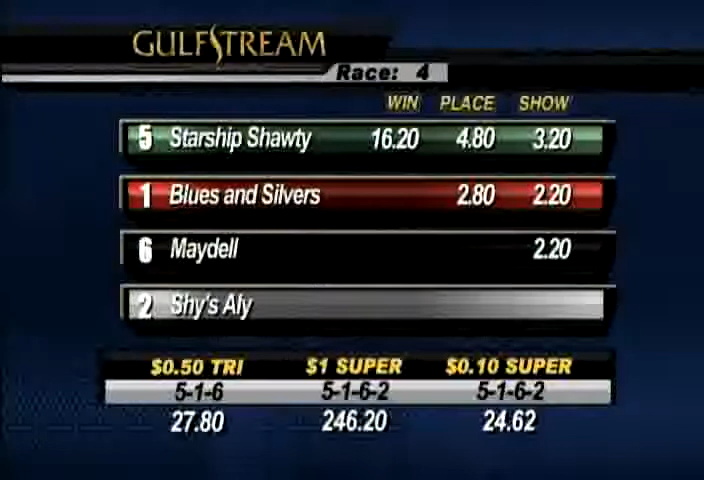 GULFSTREAM
Race: 4
WIN PLACE SHOW
5 Starship Shawty 16.20 4.80 3.20
1 Blues and Silvers 2.80 2.20
6 Maydell 2.20
2 Shy's Aly
$0.50 TRI $1 SUPER $0.10 SUPER
5-1-6 5-1-6-2 5-1-6-2
27.80 246.20 24.62